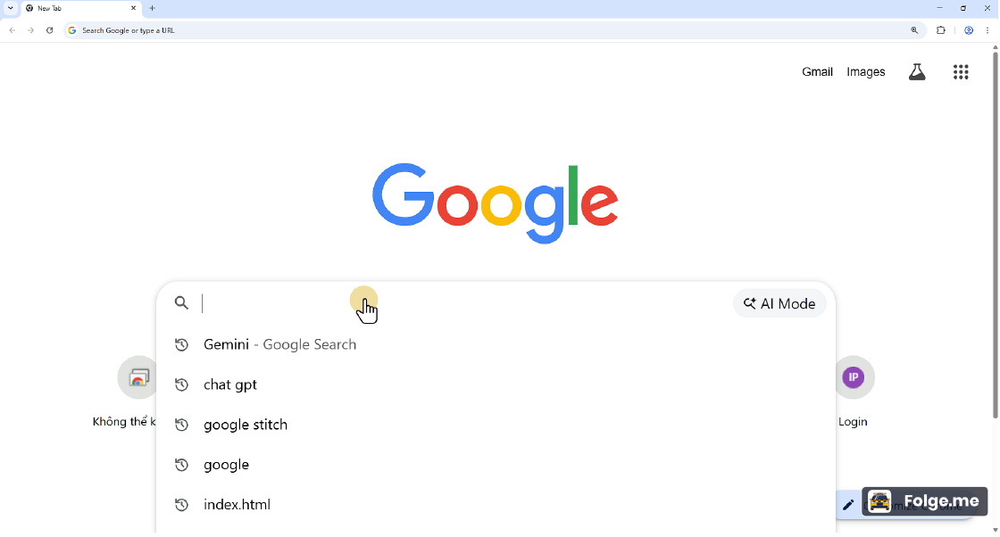 New Tab
Search Google or type a URL
Gmail Images
Google
AI Mode
Gemini - Google Search
chat gpt
IP
Không thể k
Login
google stitch
google
index.html
Folge.me